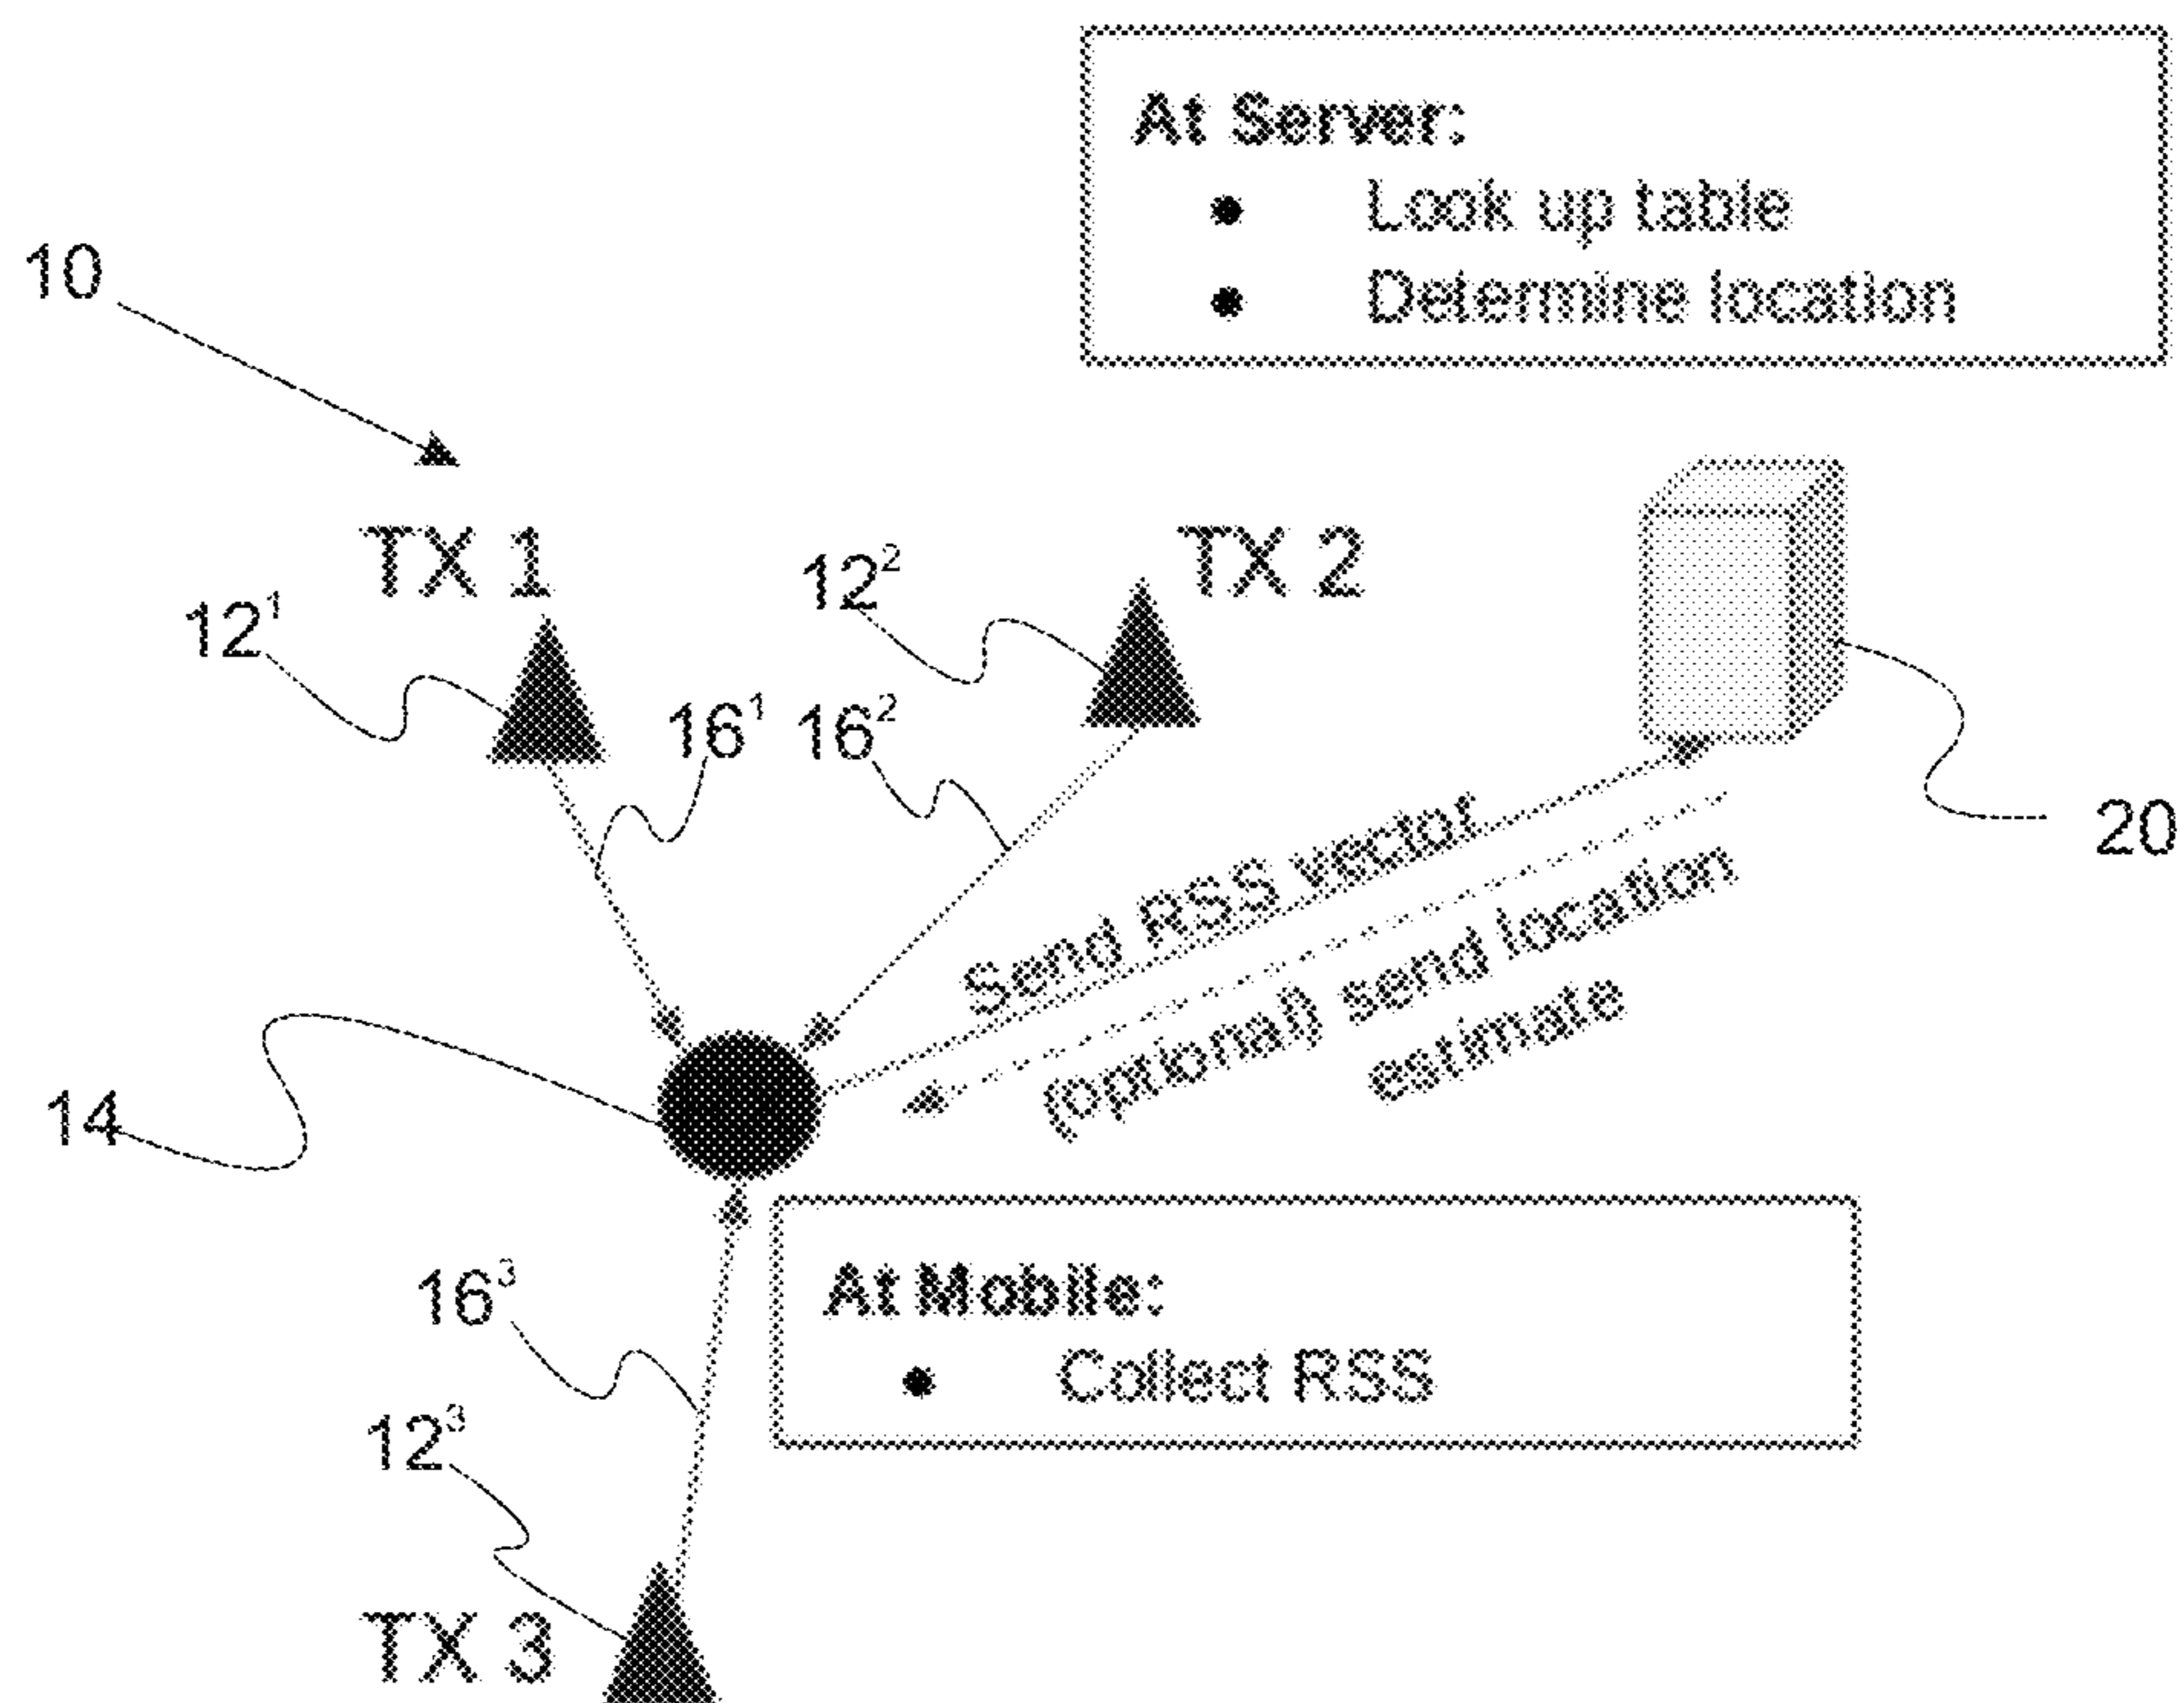 At Server:
• Look up table
• Determine location
10
TX 1
TX 2
12²
12¹
16¹
16²
20
Send RSS vector
(optional) send location
estimate
14
At Mobile:
• Collect RSS
16³
12³
TX 3